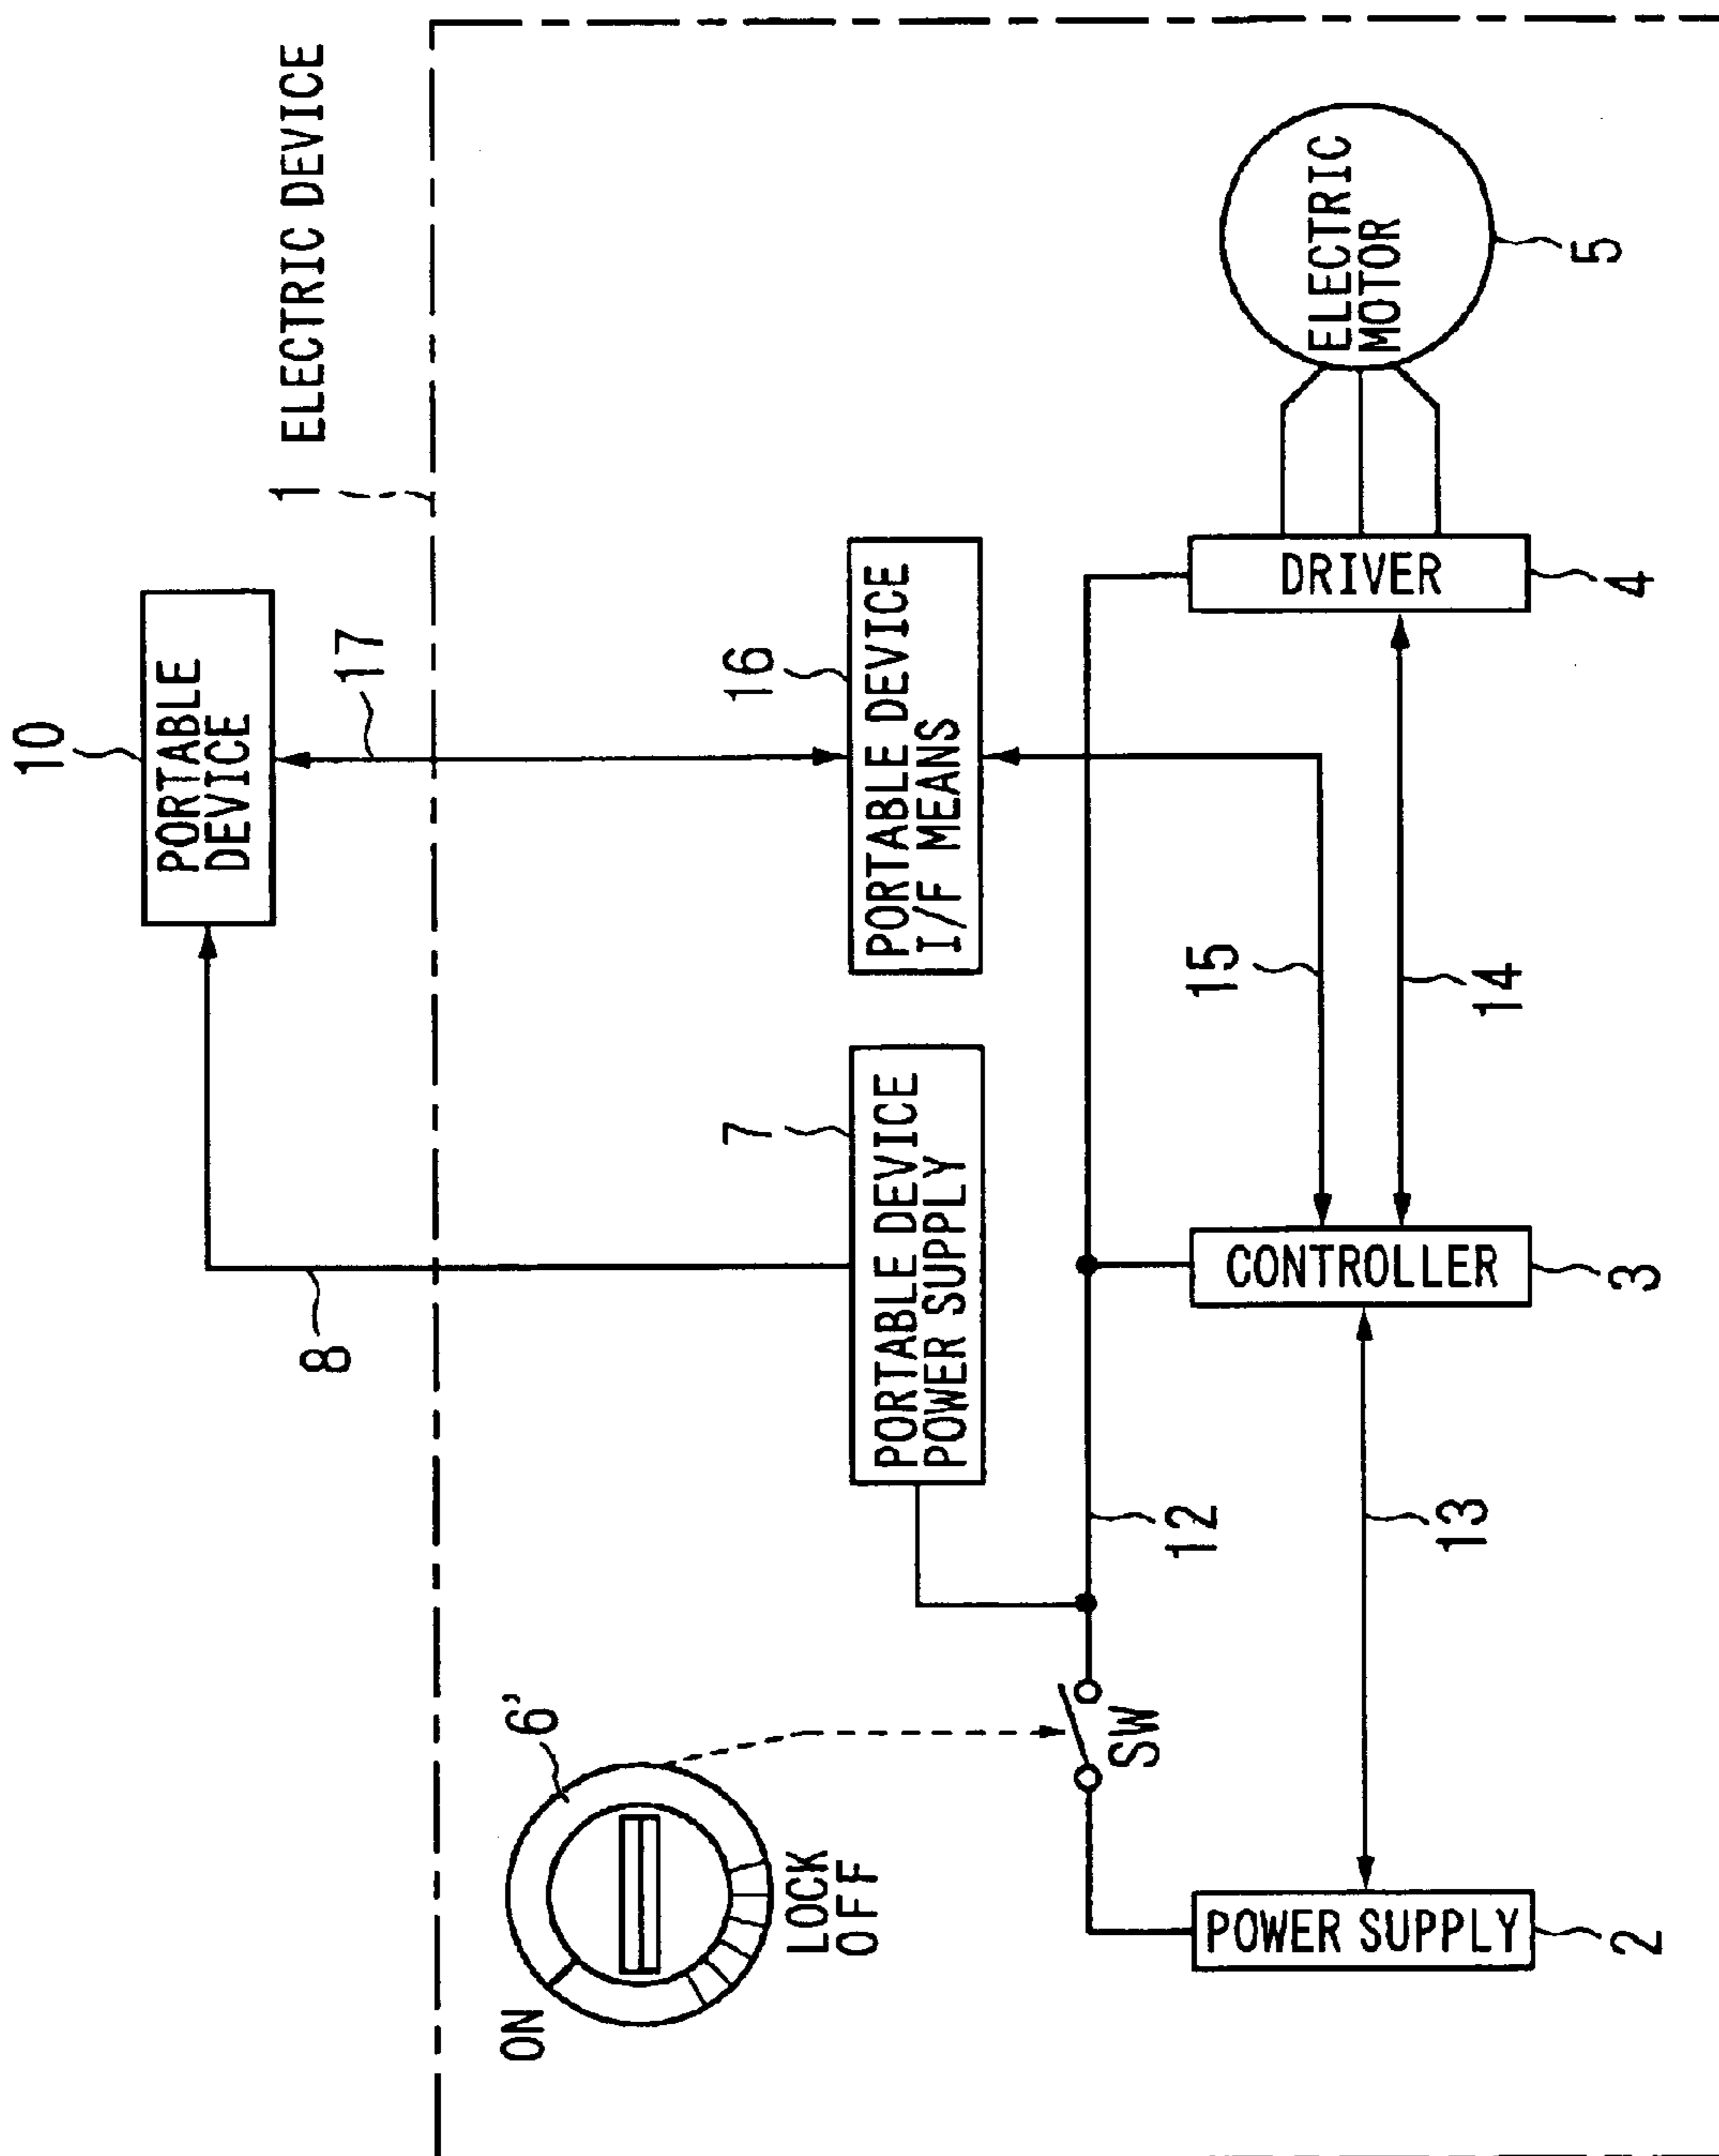 10
PORTABLE
DEVICE
17
1 ELECTRIC DEVICE
8
6'
ON
LOCK
OFF
7
PORTABLE DEVICE
POWER SUPPLY
16
PORTABLE DEVICE
I/F MEANS
SW
12
15
14
13
POWER SUPPLY
2
CONTROLLER
3
DRIVER
4
ELECTRIC
MOTOR
5